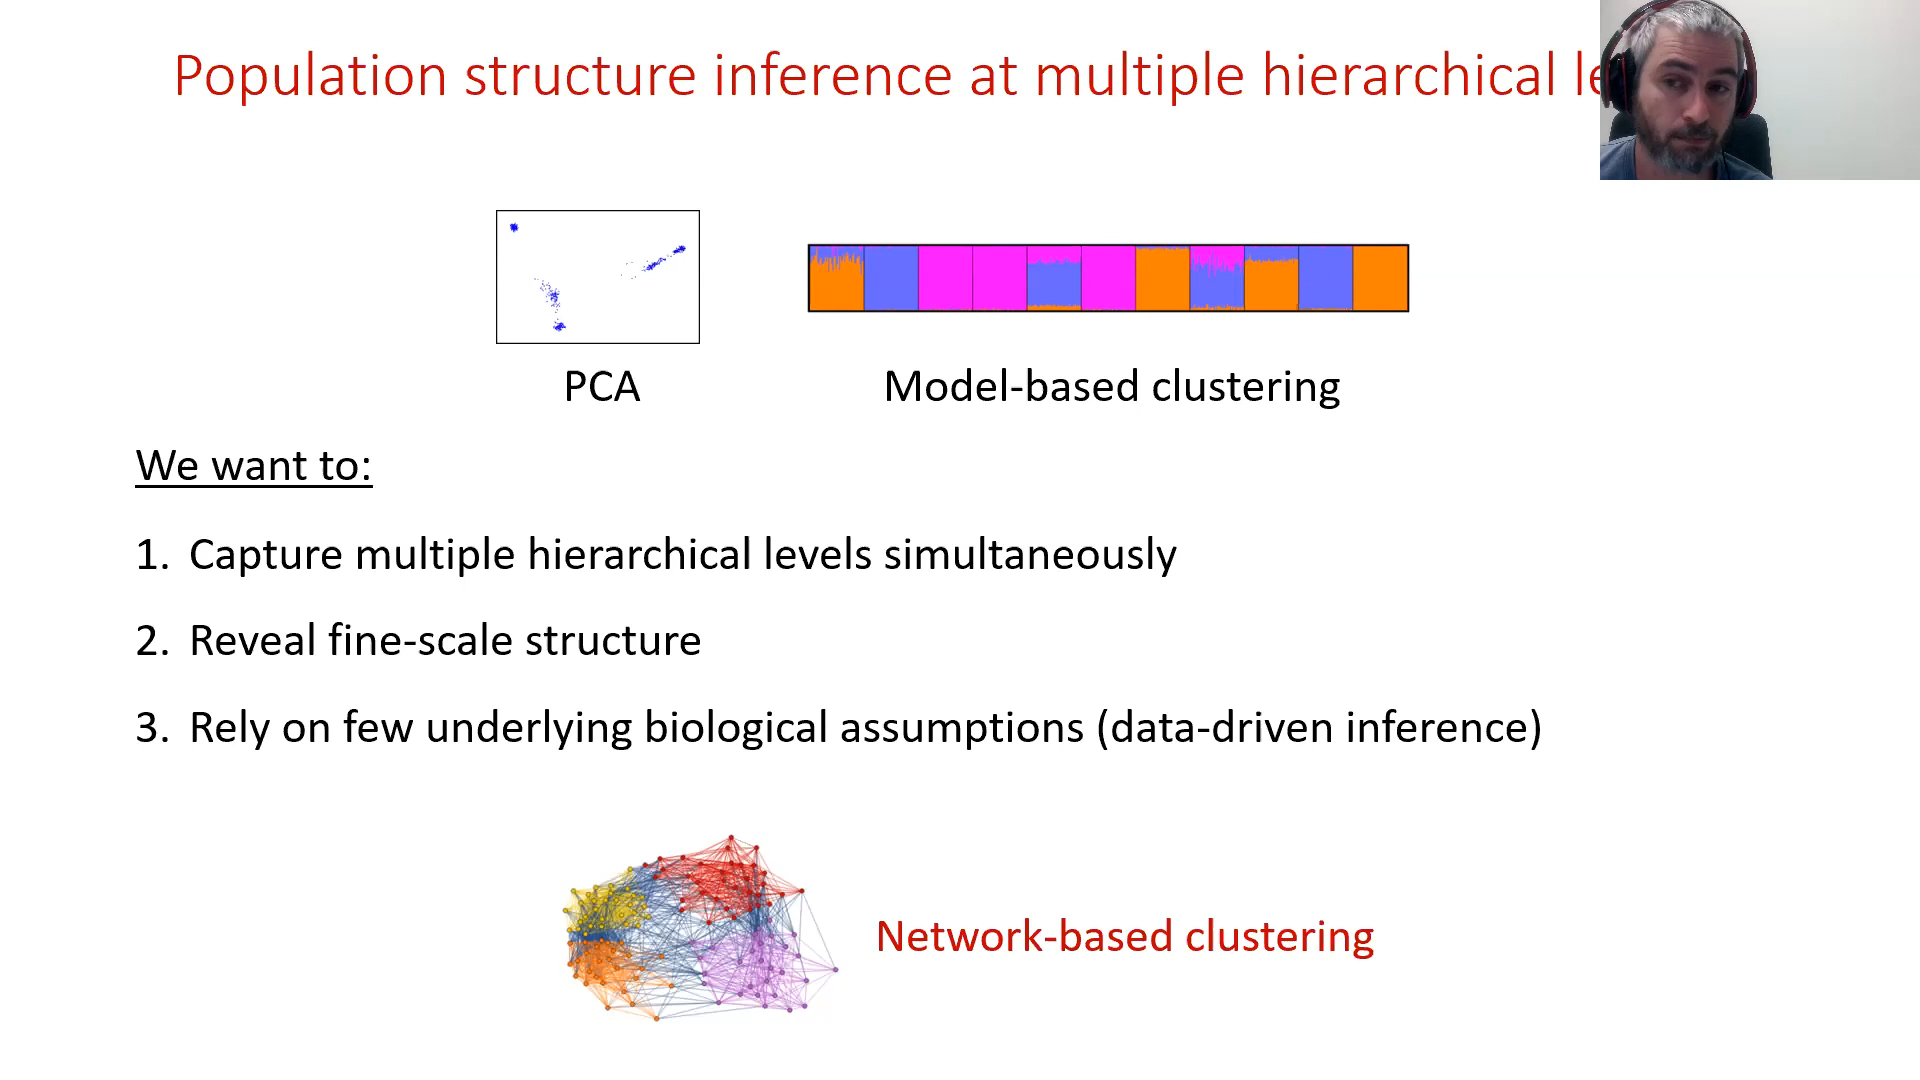 Population structure inference at multiple hierarchical
PCA
Model-based clustering
We want to:
1. Capture multiple hierarchical levels simultaneously
2. Reveal fine-scale structure
3. Rely on few underlying biological assumptions (data-driven inference)
Network-based clustering